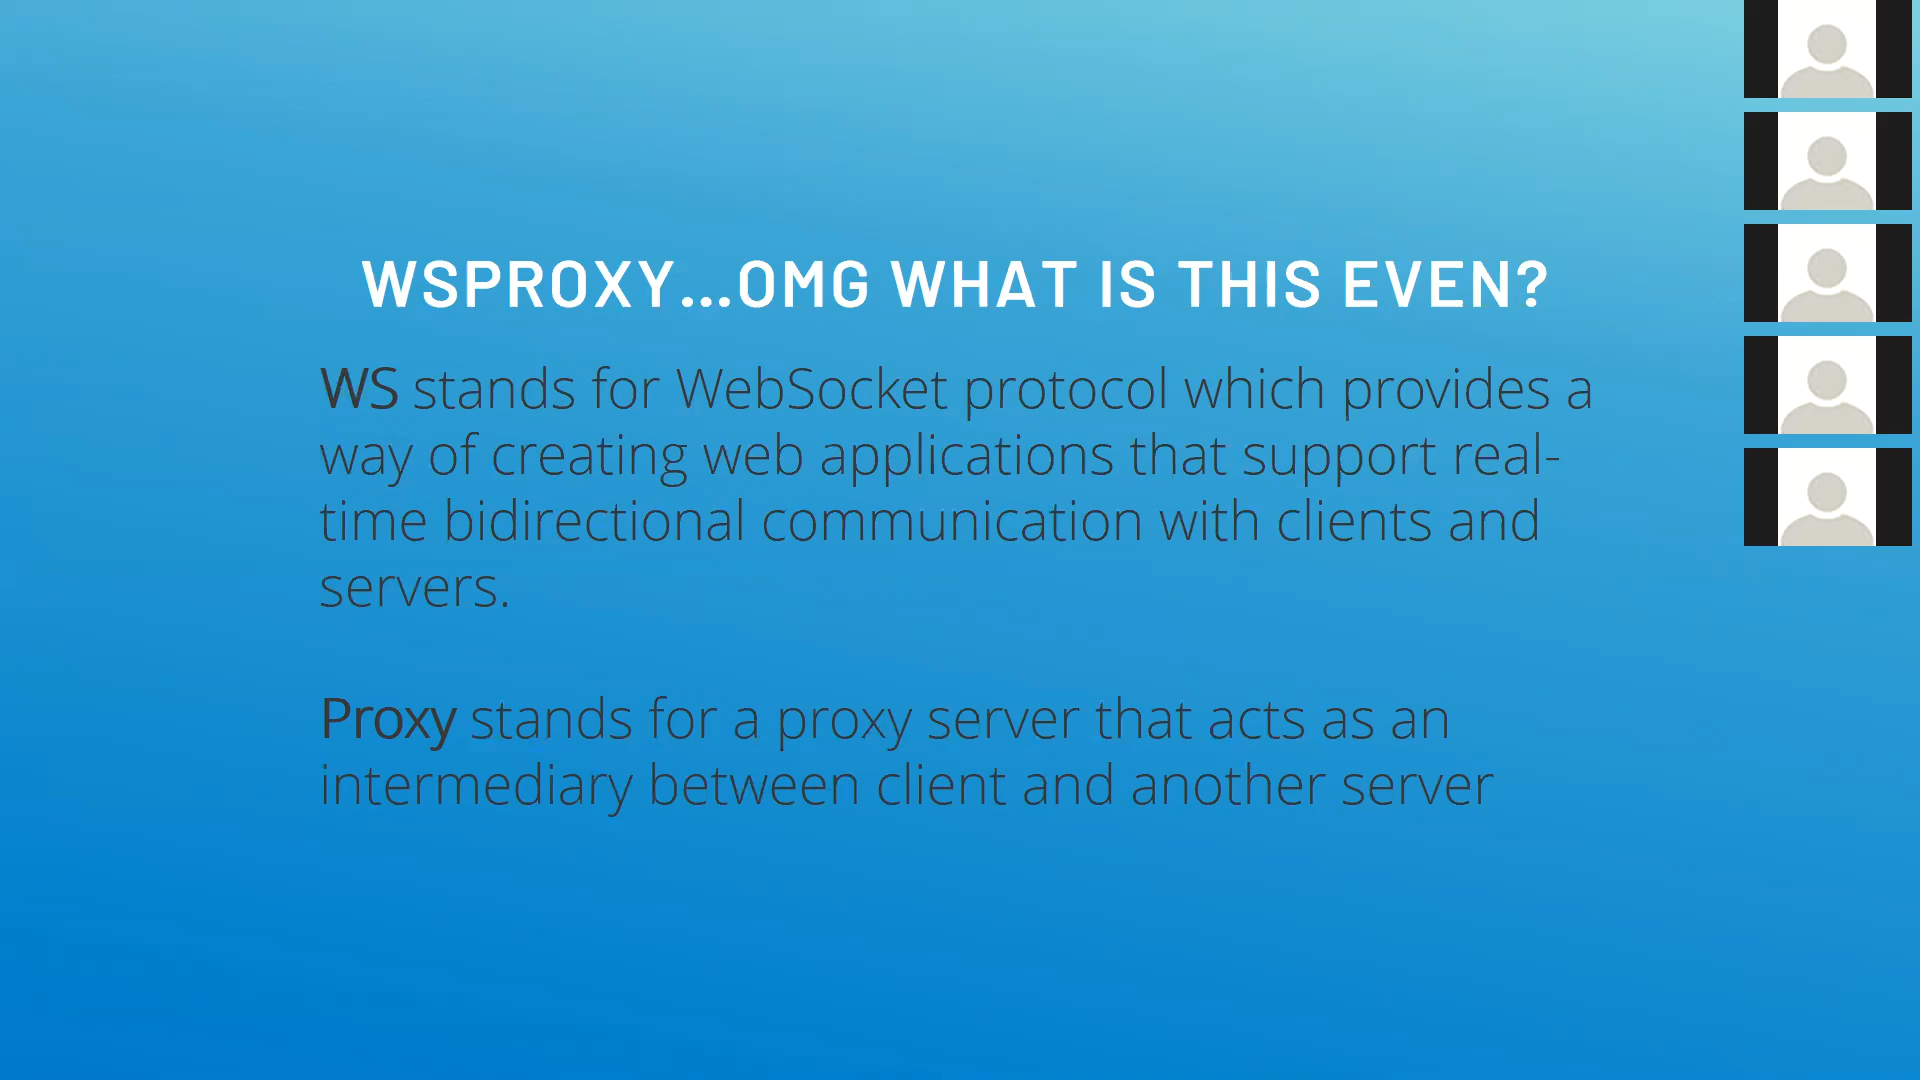 WSPROXY...OMG WHAT IS THIS EVEN?
WS stands for WebSocket protocol which provides a
way of creating web applications that support real-
time bidirectional communication with clients and
servers.
Proxy stands for a proxy server that acts as an
intermediary between client and another server